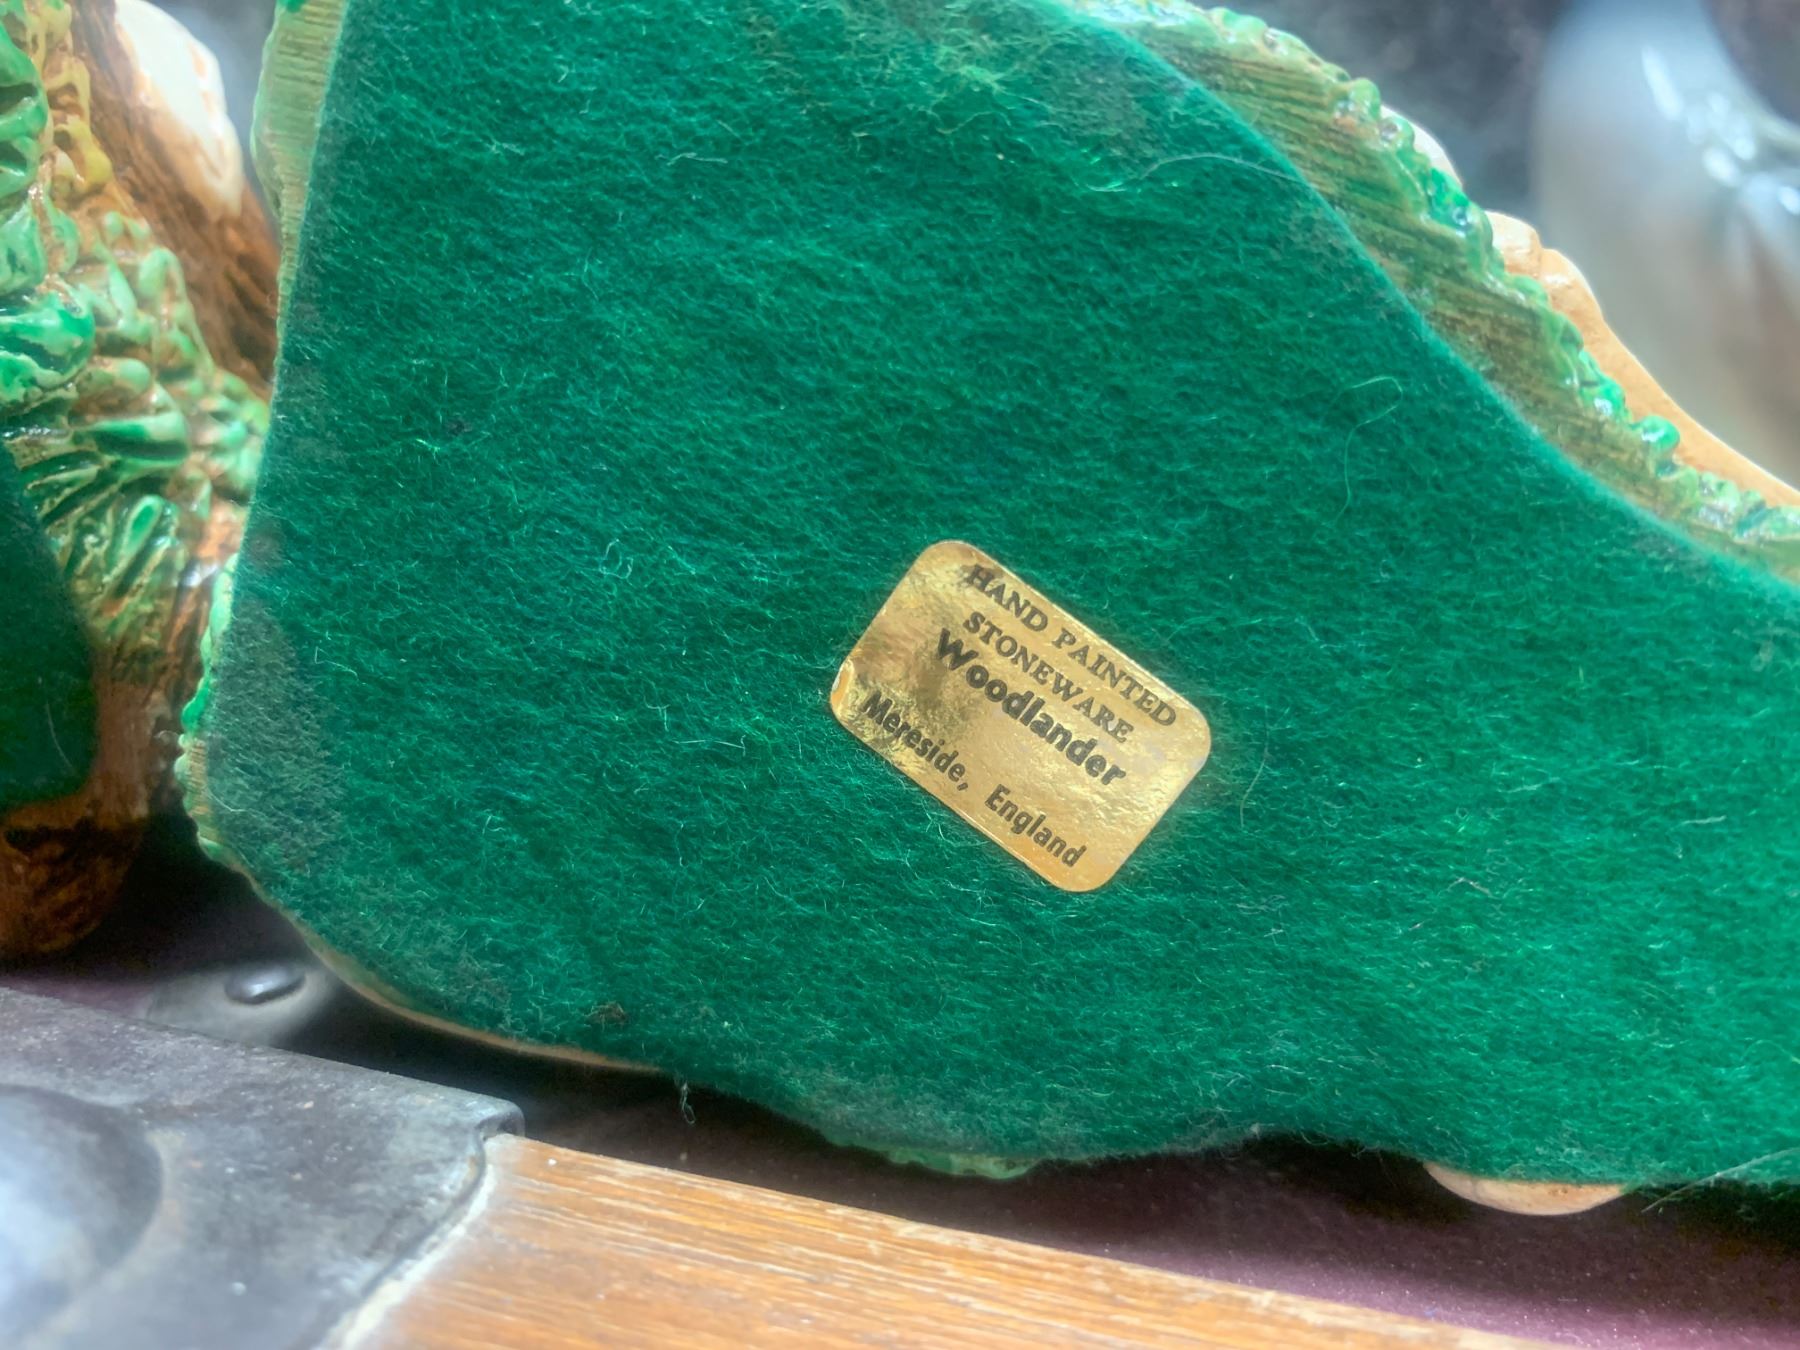 HAND PAINTED
STONEWARE
Woodlander
Mereside, England